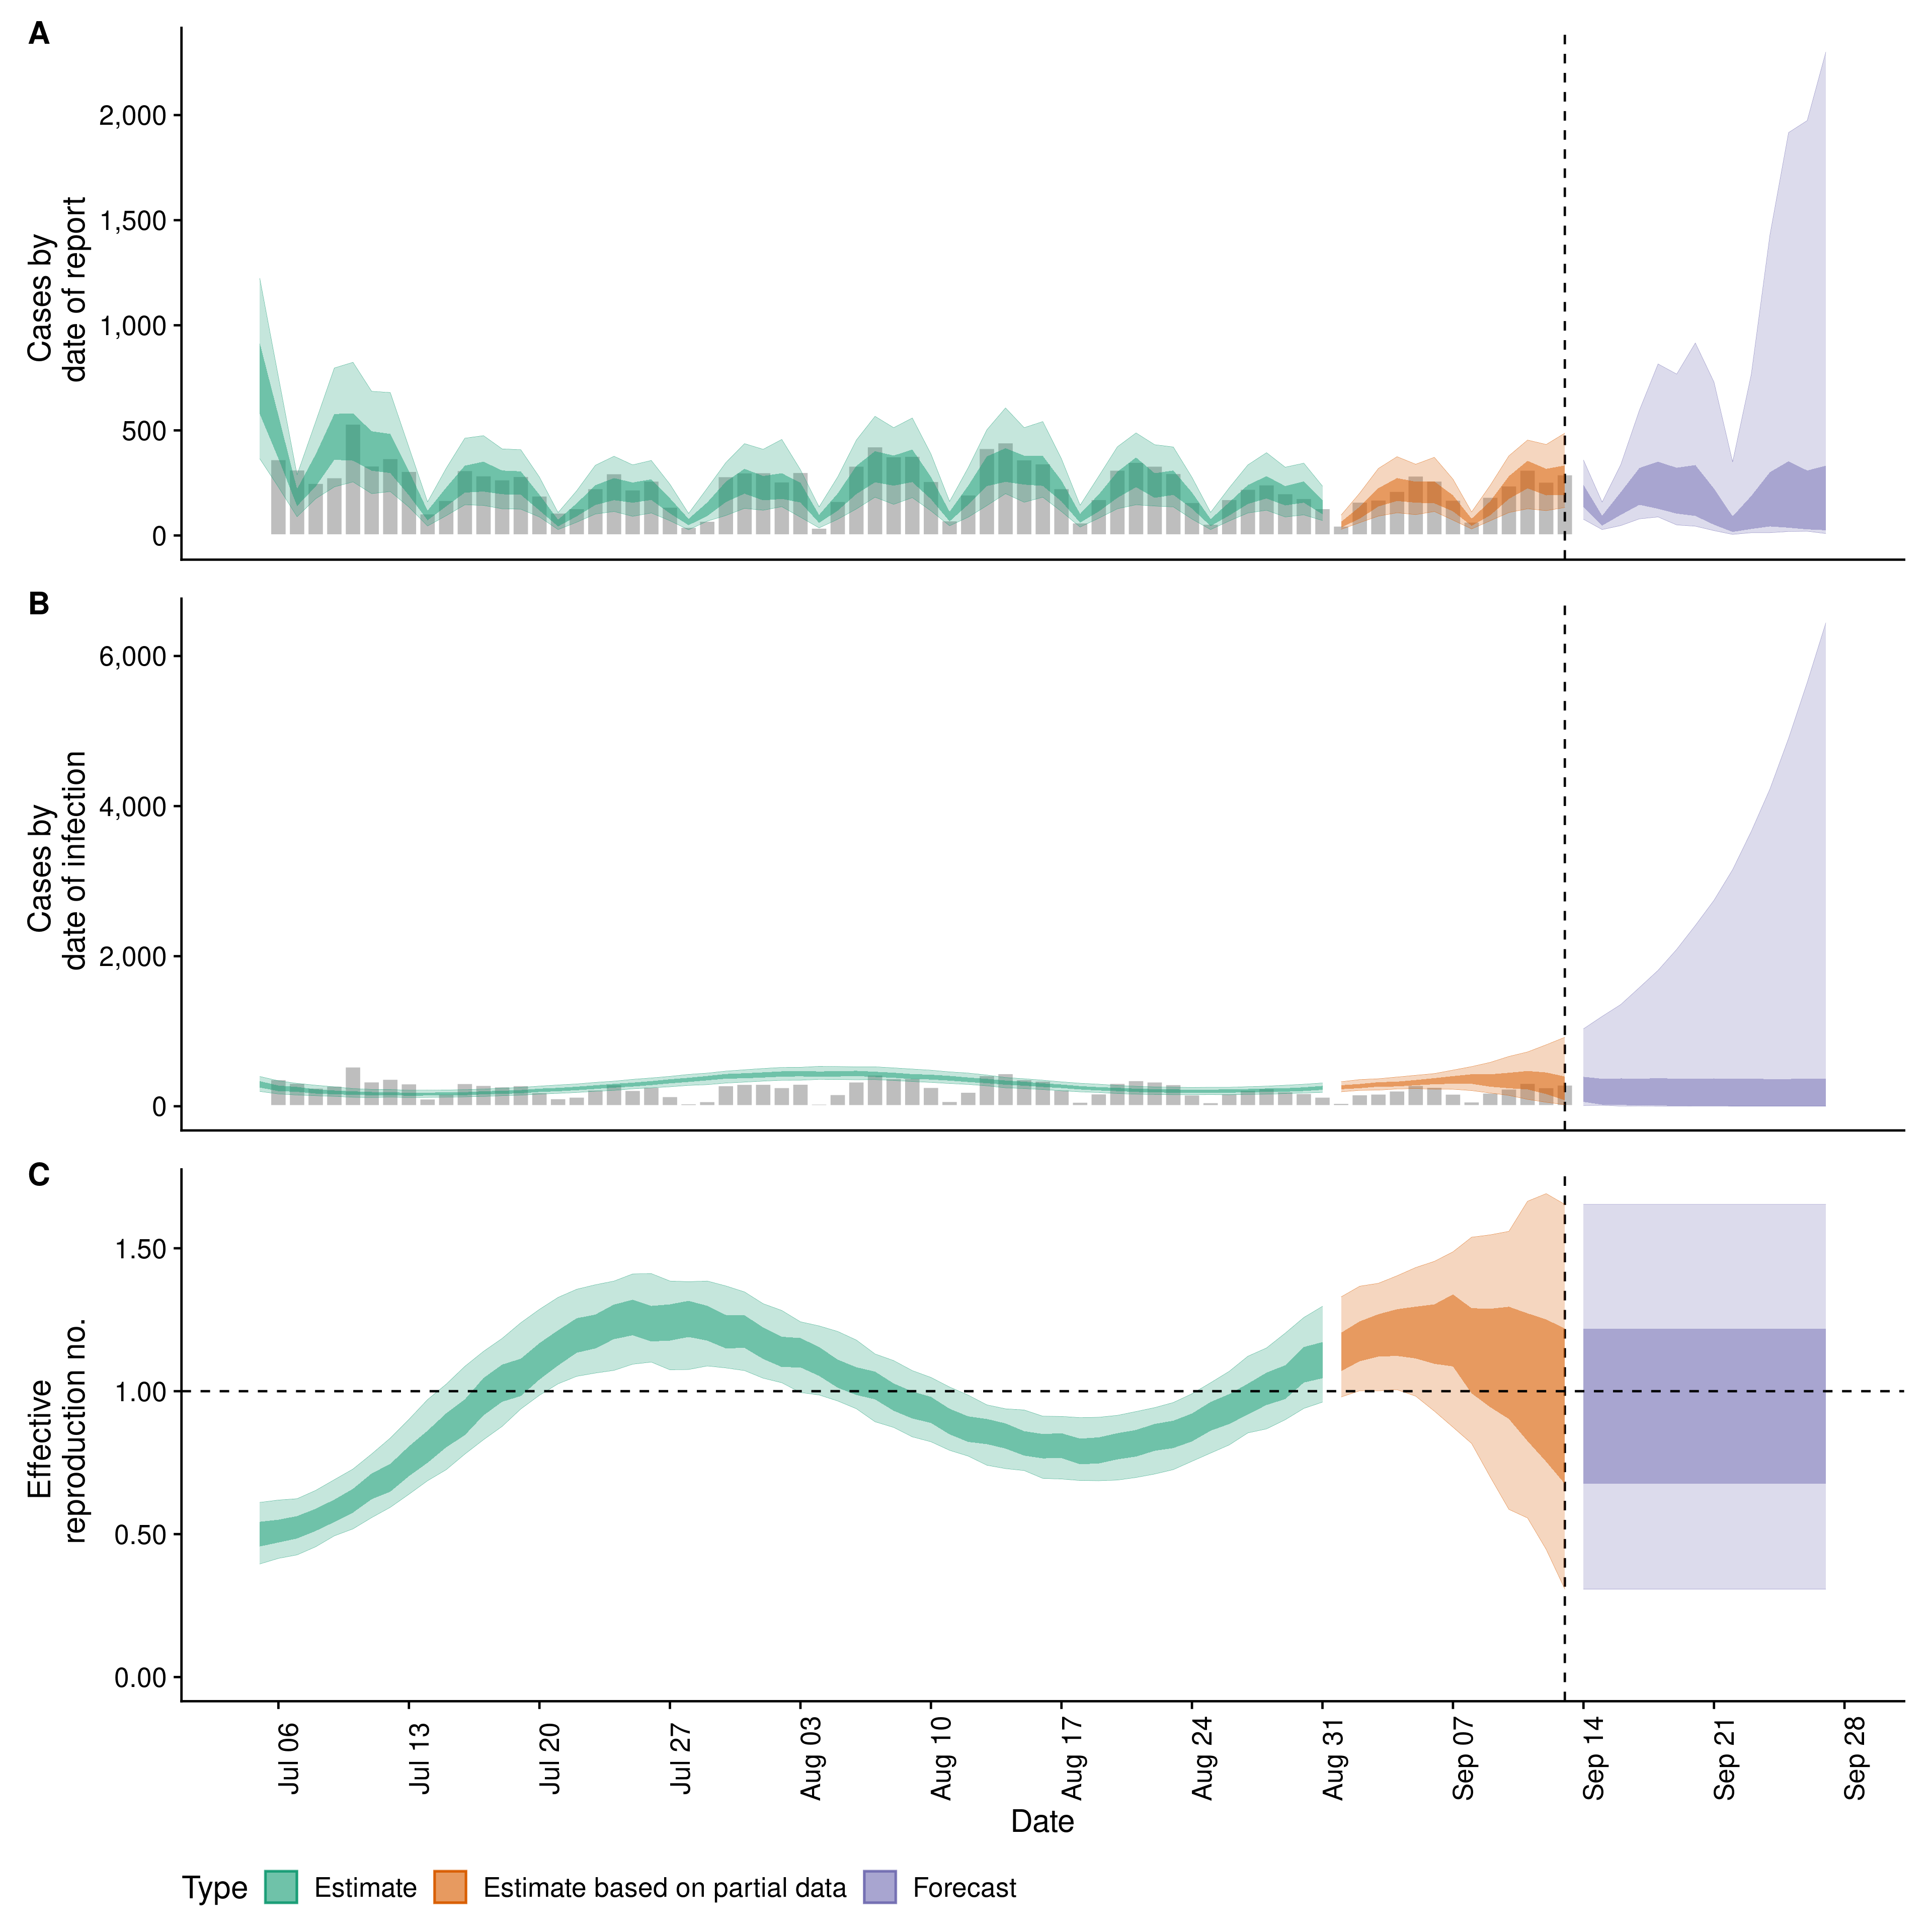 A
Cases by
date of report
2,000
1,500
1,000
500
0
B
Cases by
date of infection
6,000
4,000
2,000
0
C
Effective
reproduction no.
1.50
1.00
0.50
0.00
Jul 06
Jul 13
Jul 20
Jul 27
Aug 03
Aug 10
Aug 17
Aug 24
Aug 31
Sep 07
Sep 14
Sep 21
Sep 28
Date
Type Estimate Estimate based on partial data Forecast